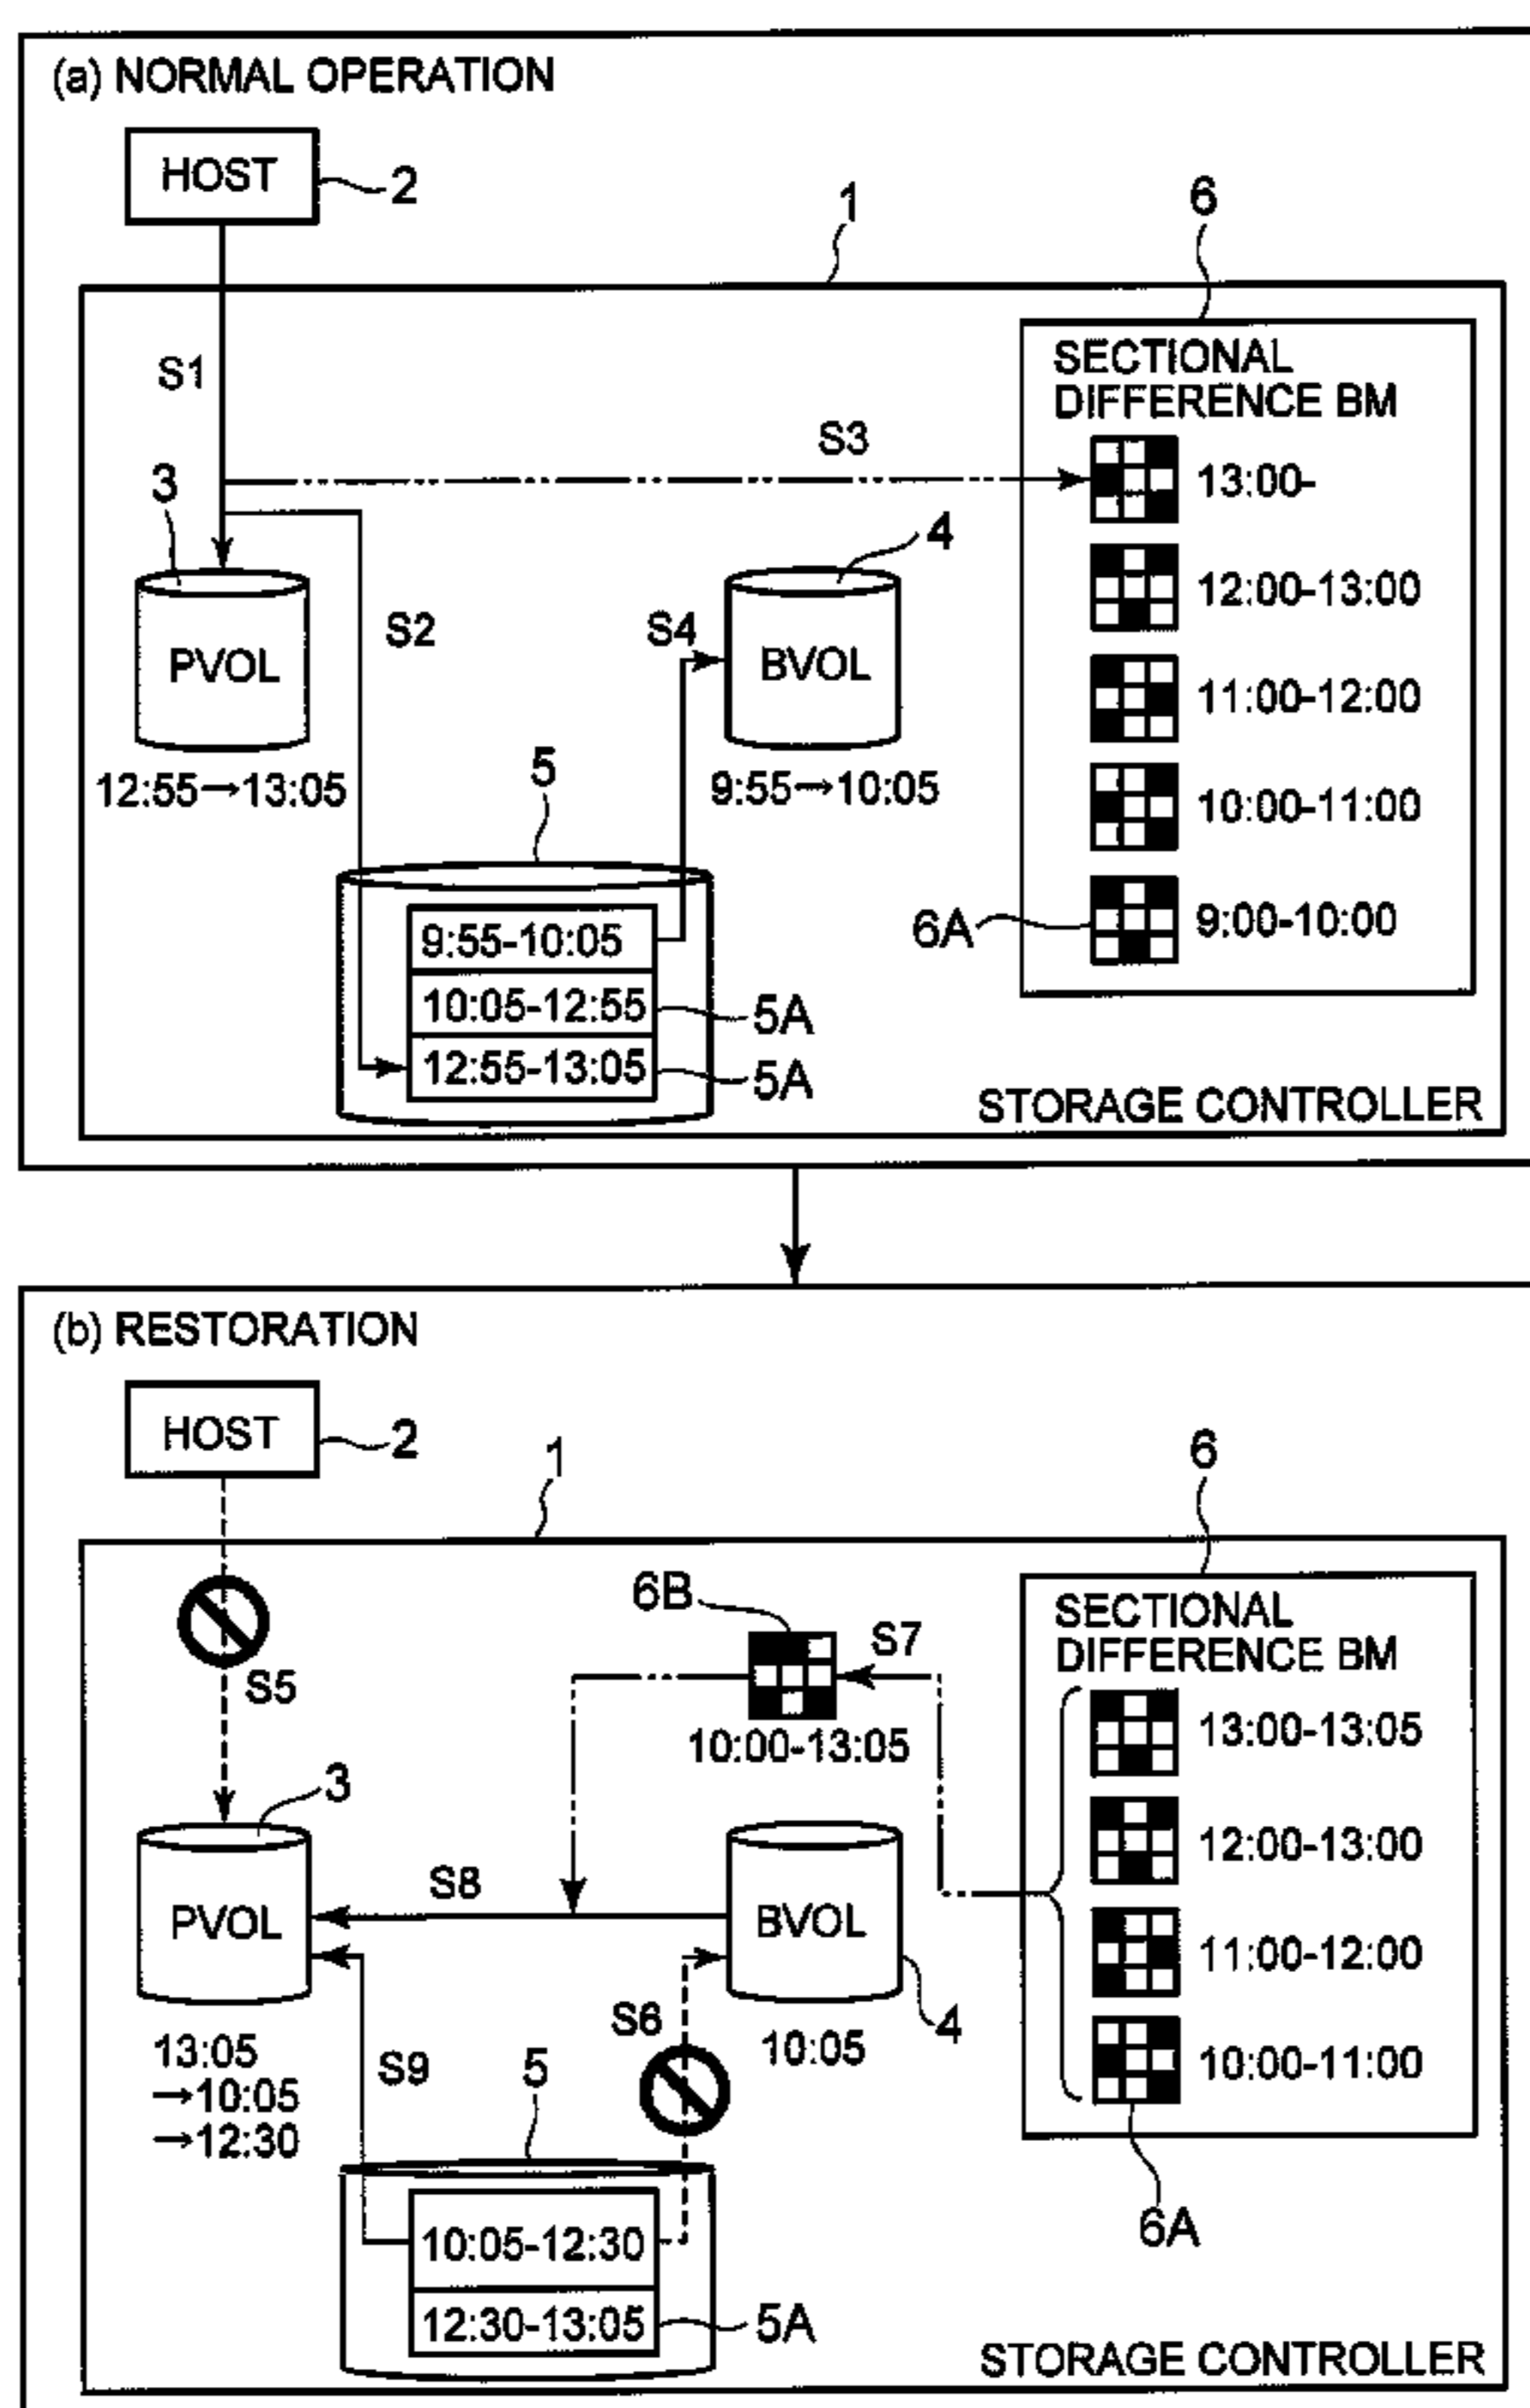 (a) NORMAL OPERATION
HOST
2
1
6
S1
SECTIONAL
DIFFERENCE BM
S3
13:00-
3
4
12:00-13:00
S2
S4
PVOL
BVOL
11:00-12:00
12:55→13:05
5
9:55→10:05
10:00-11:00
6A
9:00-10:00
9:55-10:05
10:05-12:55
5A
12:55-13:05
5A
STORAGE CONTROLLER
(b) RESTORATION
HOST
2
1
6
6B
S7
SECTIONAL
DIFFERENCE BM
S5
10:00-13:05
13:00-13:05
3
12:00-13:00
S8
PVOL
BVOL
11:00-12:00
S6
4
13:05
→10:05
→12:30
S9
5
10:05
10:00-11:00
6A
10:05-12:30
12:30-13:05
5A
STORAGE CONTROLLER